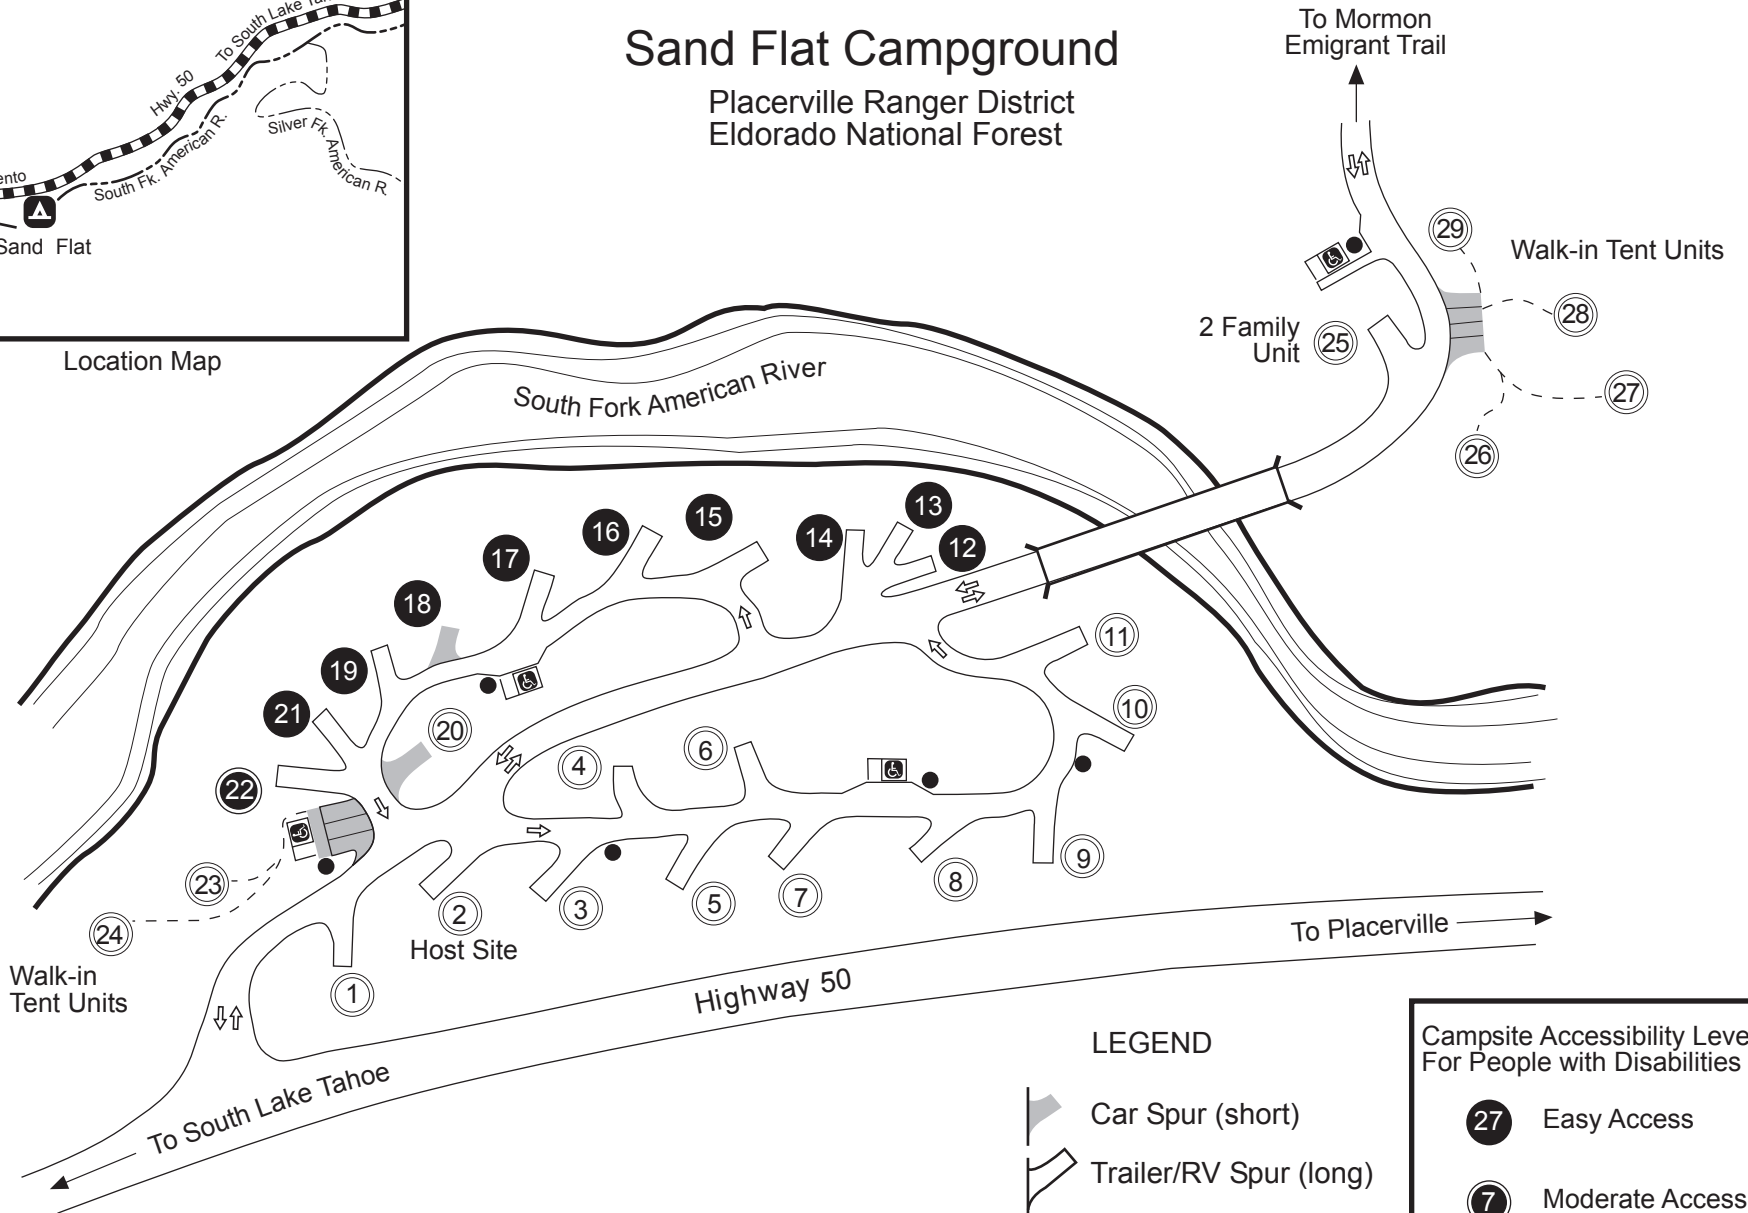 Sand Flat Campground
Placerville Ranger District
Eldorado National Forest
To Mormon
Emigrant Trail
Hwy. 50
South Fk. American R.
Silver Fk. American R.
Sand Flat
Location Map
South Fork American River
29
Walk-in Tent Units
28
2 Family
Unit
25
27
26
13
15
16
14
12
17
18
11
19
10
21
20
6
4
22
9
8
23
7
5
3
2
24
Host Site
Walk-in
Tent Units
1
To Placerville
Highway 50
To South Lake Tahoe
LEGEND
Car Spur (short)
Trailer/RV Spur (long)
Campsite Accessibility
For People with Disabilities
27
Easy Access
7
Moderate Access